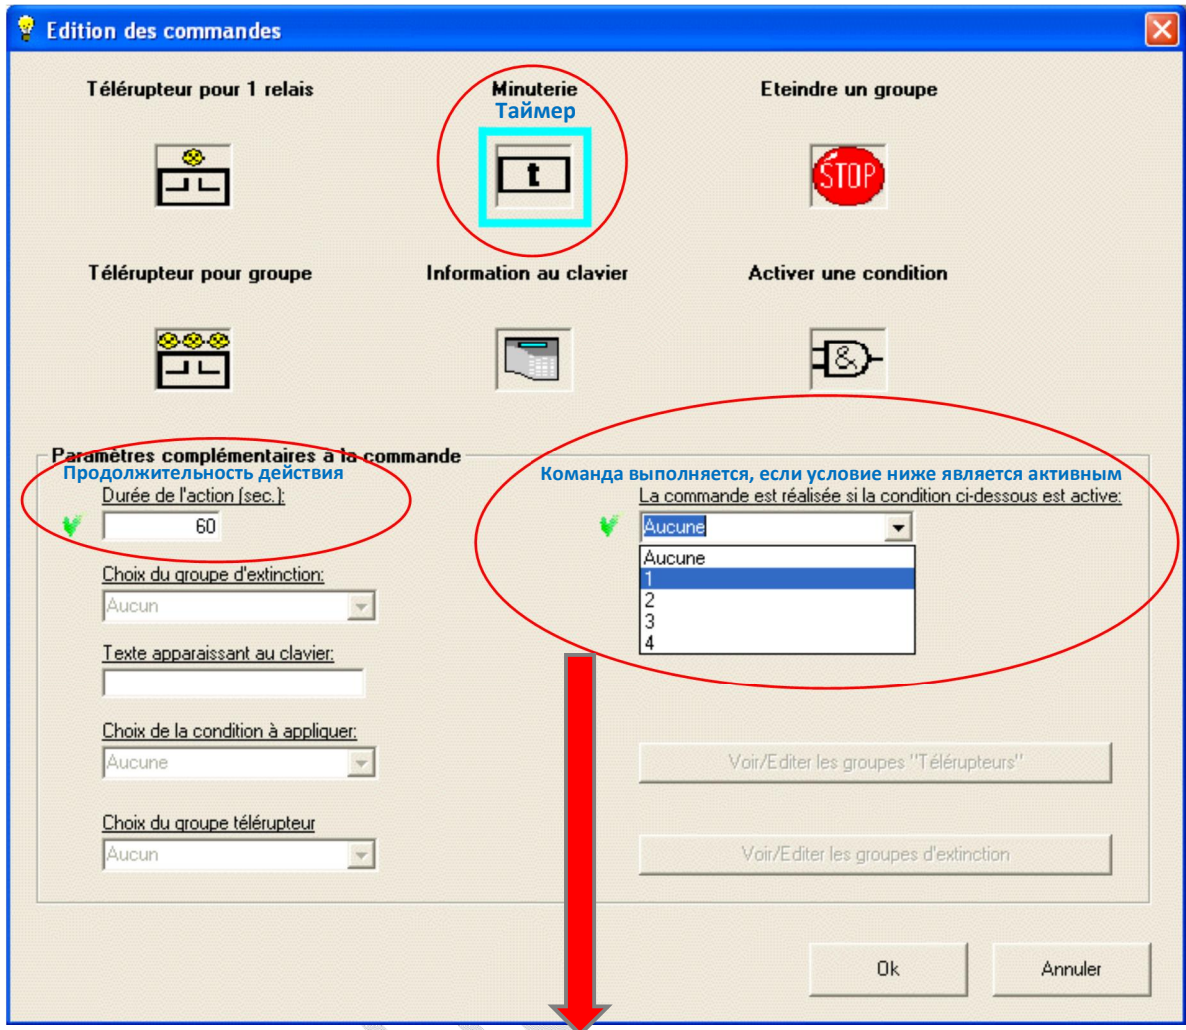 Edition des commandes
Télérupteur pour 1 relais
Minuterie
Eteindre un groupe
Таймер
t
STOP
Télérupteur pour groupe
Information au clavier
Activer une condition
&
Paramètres complémentaires à la commande
Продолжительность действия
Команда выполняется, если условие ниже является активным
Durée de l'action (sec.):
La commande est réalisée si la condition ci-dessous est active:
60
Aucune
Aucune
1
2
3
4
Choix du groupe d'extinction:
Aucun
Texte apparaissant au clavier:
Choix de la condition à appliquer:
Aucune
Voir/Editer les groupes "Télérupteurs"
Choix du groupe télérupteur
Aucun
Voir/Editer les groupes d'extinction
Ok
Annuler